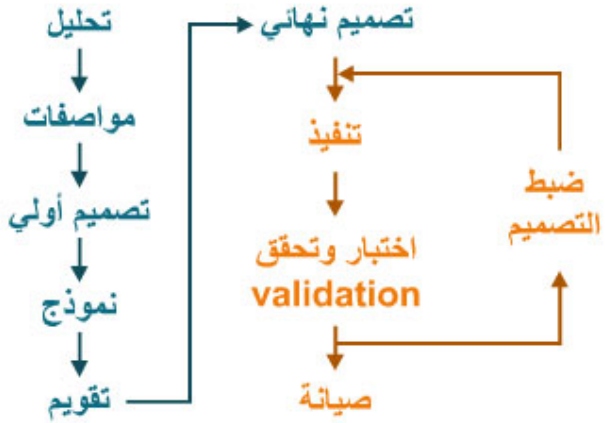 تحليل
مواصفات
تصميم أولي
نموذج
تقويم
تصميم نهائي
تنفيذ
اختبار وتحقق
validation
صيانة
ضبط
التصميم